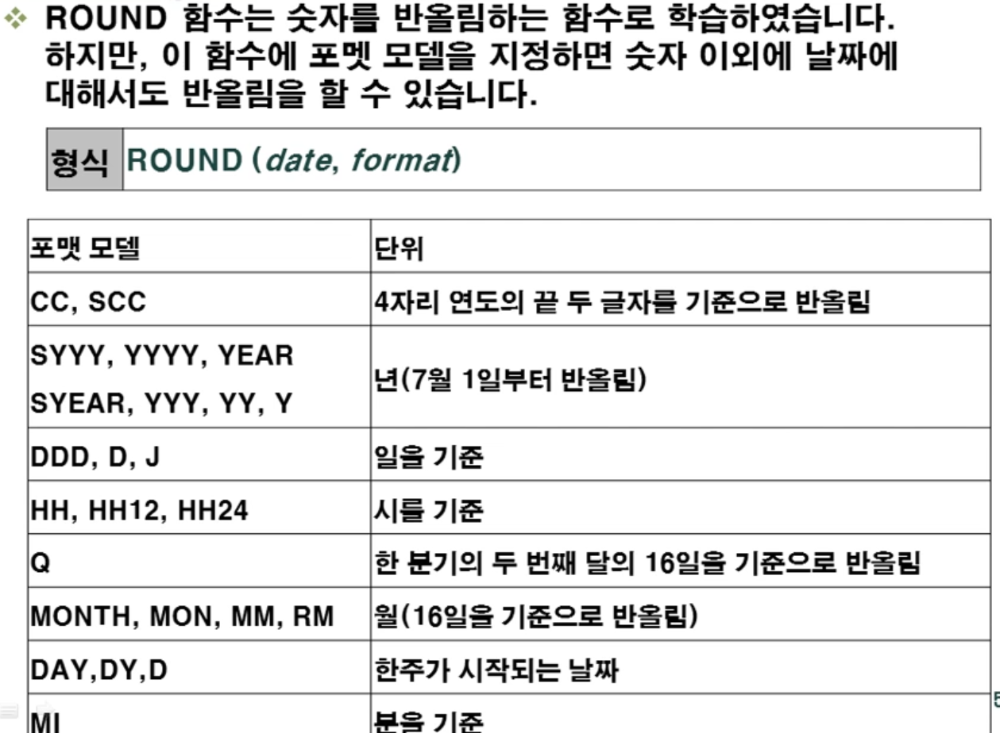 ROUND 함수는 숫자를 반올림하는 함수로 학습하였습니다.
하지만, 이 함수에 포멧 모델을 지정하면 숫자 이외에 날짜에
대해서도 반올림을 할 수 있습니다.
형식 ROUND (date, format)
포맷 모델 단위
CC, SCC 4자리 연도의 끝 두 글자를 기준으로 반올림
SYYY, YYYY, YEAR
SYEAR, YYY, YY, Y
년(7월 1일부터 반올림)
DDD, D, J 일을 기준
HH, HH12, HH24 시를 기준
Q 한 분기의 두 번째 달의 16일을 기준으로 반올림
MONTH, MON, MM, RM 월(16일을 기준으로 반올림)
DAY,DY,D 한주가 시작되는 날짜
MI 분을 기준